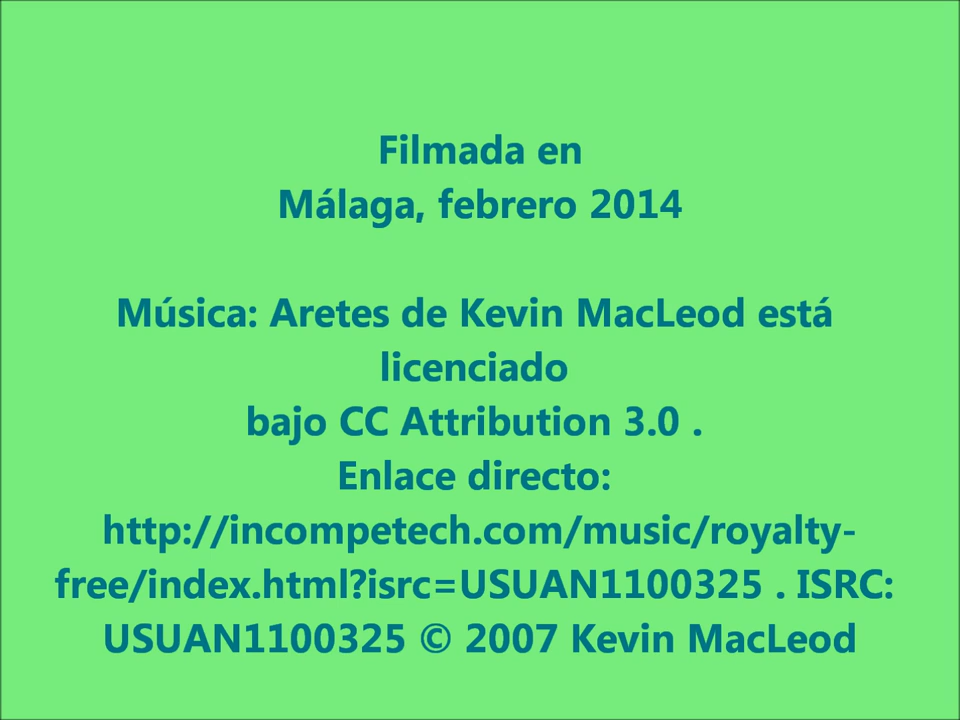 Filmada en
Málaga, febrero 2014
Música: Aretes de Kevin MacLeod está
licenciado
bajo CC Attribution 3.0 .
Enlace directo:
http://incompetech.com/music/royalty-
free/index.html?isrc=USUAN1100325 . ISRC:
USUAN1100325 © 2007 Kevin MacLeod